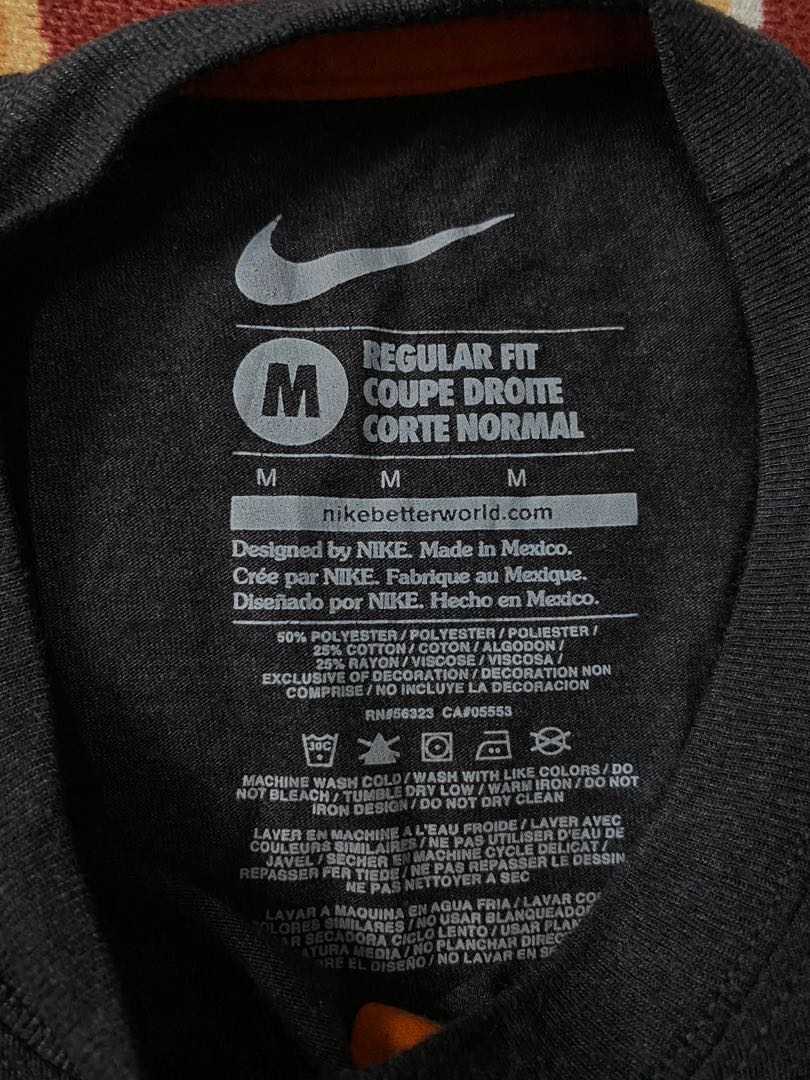 M
REGULAR FIT
COUPE DROITE
CORTE NORMAL
M M M
nikebetterworld.com
Designed by NIKE. Made in Mexico.
Crée par NIKE. Fabrique au Mexique.
Diseñado por NIKE. Hecho en Mexico.
50% POLYESTER / POLYESTER / POLIESTER /
25% COTTON / COTON / ALGODON /
25% RAYON / VISCOSE / VISCOSA /
EXCLUSIVE OF DECORATION / DECORATION NON
COMPRISE / NO INCLUYE LA DECORACION
RN#56323 CA#05553
30C
MACHINE WASH COLD / WASH WITH LIKE COLORS / DO
NOT BLEACH / TUMBLE DRY LOW / WARM IRON / DO NOT
IRON DESIGN / DO NOT DRY CLEAN
LAVER EN MACHINE A L'EAU FROIDE / LAVER AVEC
COULEURS SIMILAIRES / NE PAS UTILISER D'EAU DE
JAVEL / SECHER EN MACHINE CYCLE DELICAT /
REPASSER FER TIEDE / NE PAS REPASSER LE DESSIN
NE PAS NETTOYER A SEC
LAVAR A MAQUINA EN AGUA FRIA / LAVAR
SIMILARES / NO USAR
SECADORA CICLO LENTO / USAR
MEDIA / NO PLANCHAR
EL DISEÑO / NO LAVAR EN